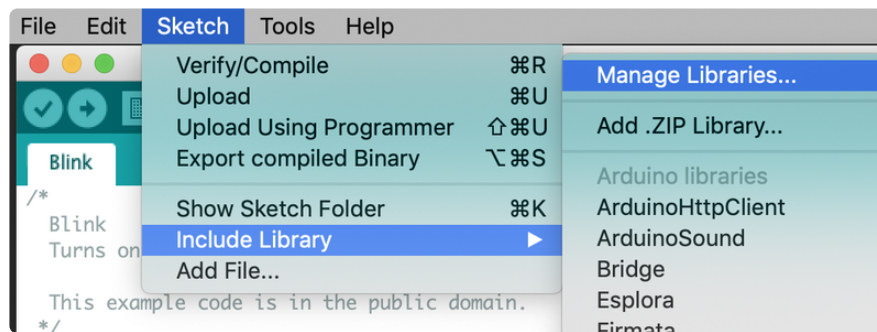 File Edit Sketch Tools Help
Verify/Compile ⌘R
Upload ⌘U
Upload Using Programmer ⇧⌘U
Export compiled Binary ⌥⌘S
Show Sketch Folder ⌘K
Include Library ▶
Add File...
Manage Libraries...
Add .ZIP Library...
Arduino libraries
ArduinoHttpClient
ArduinoSound
Bridge
Esplora
Firmata
Blink
/*
Blink
Turns on
This example code is in the public domain.
*/